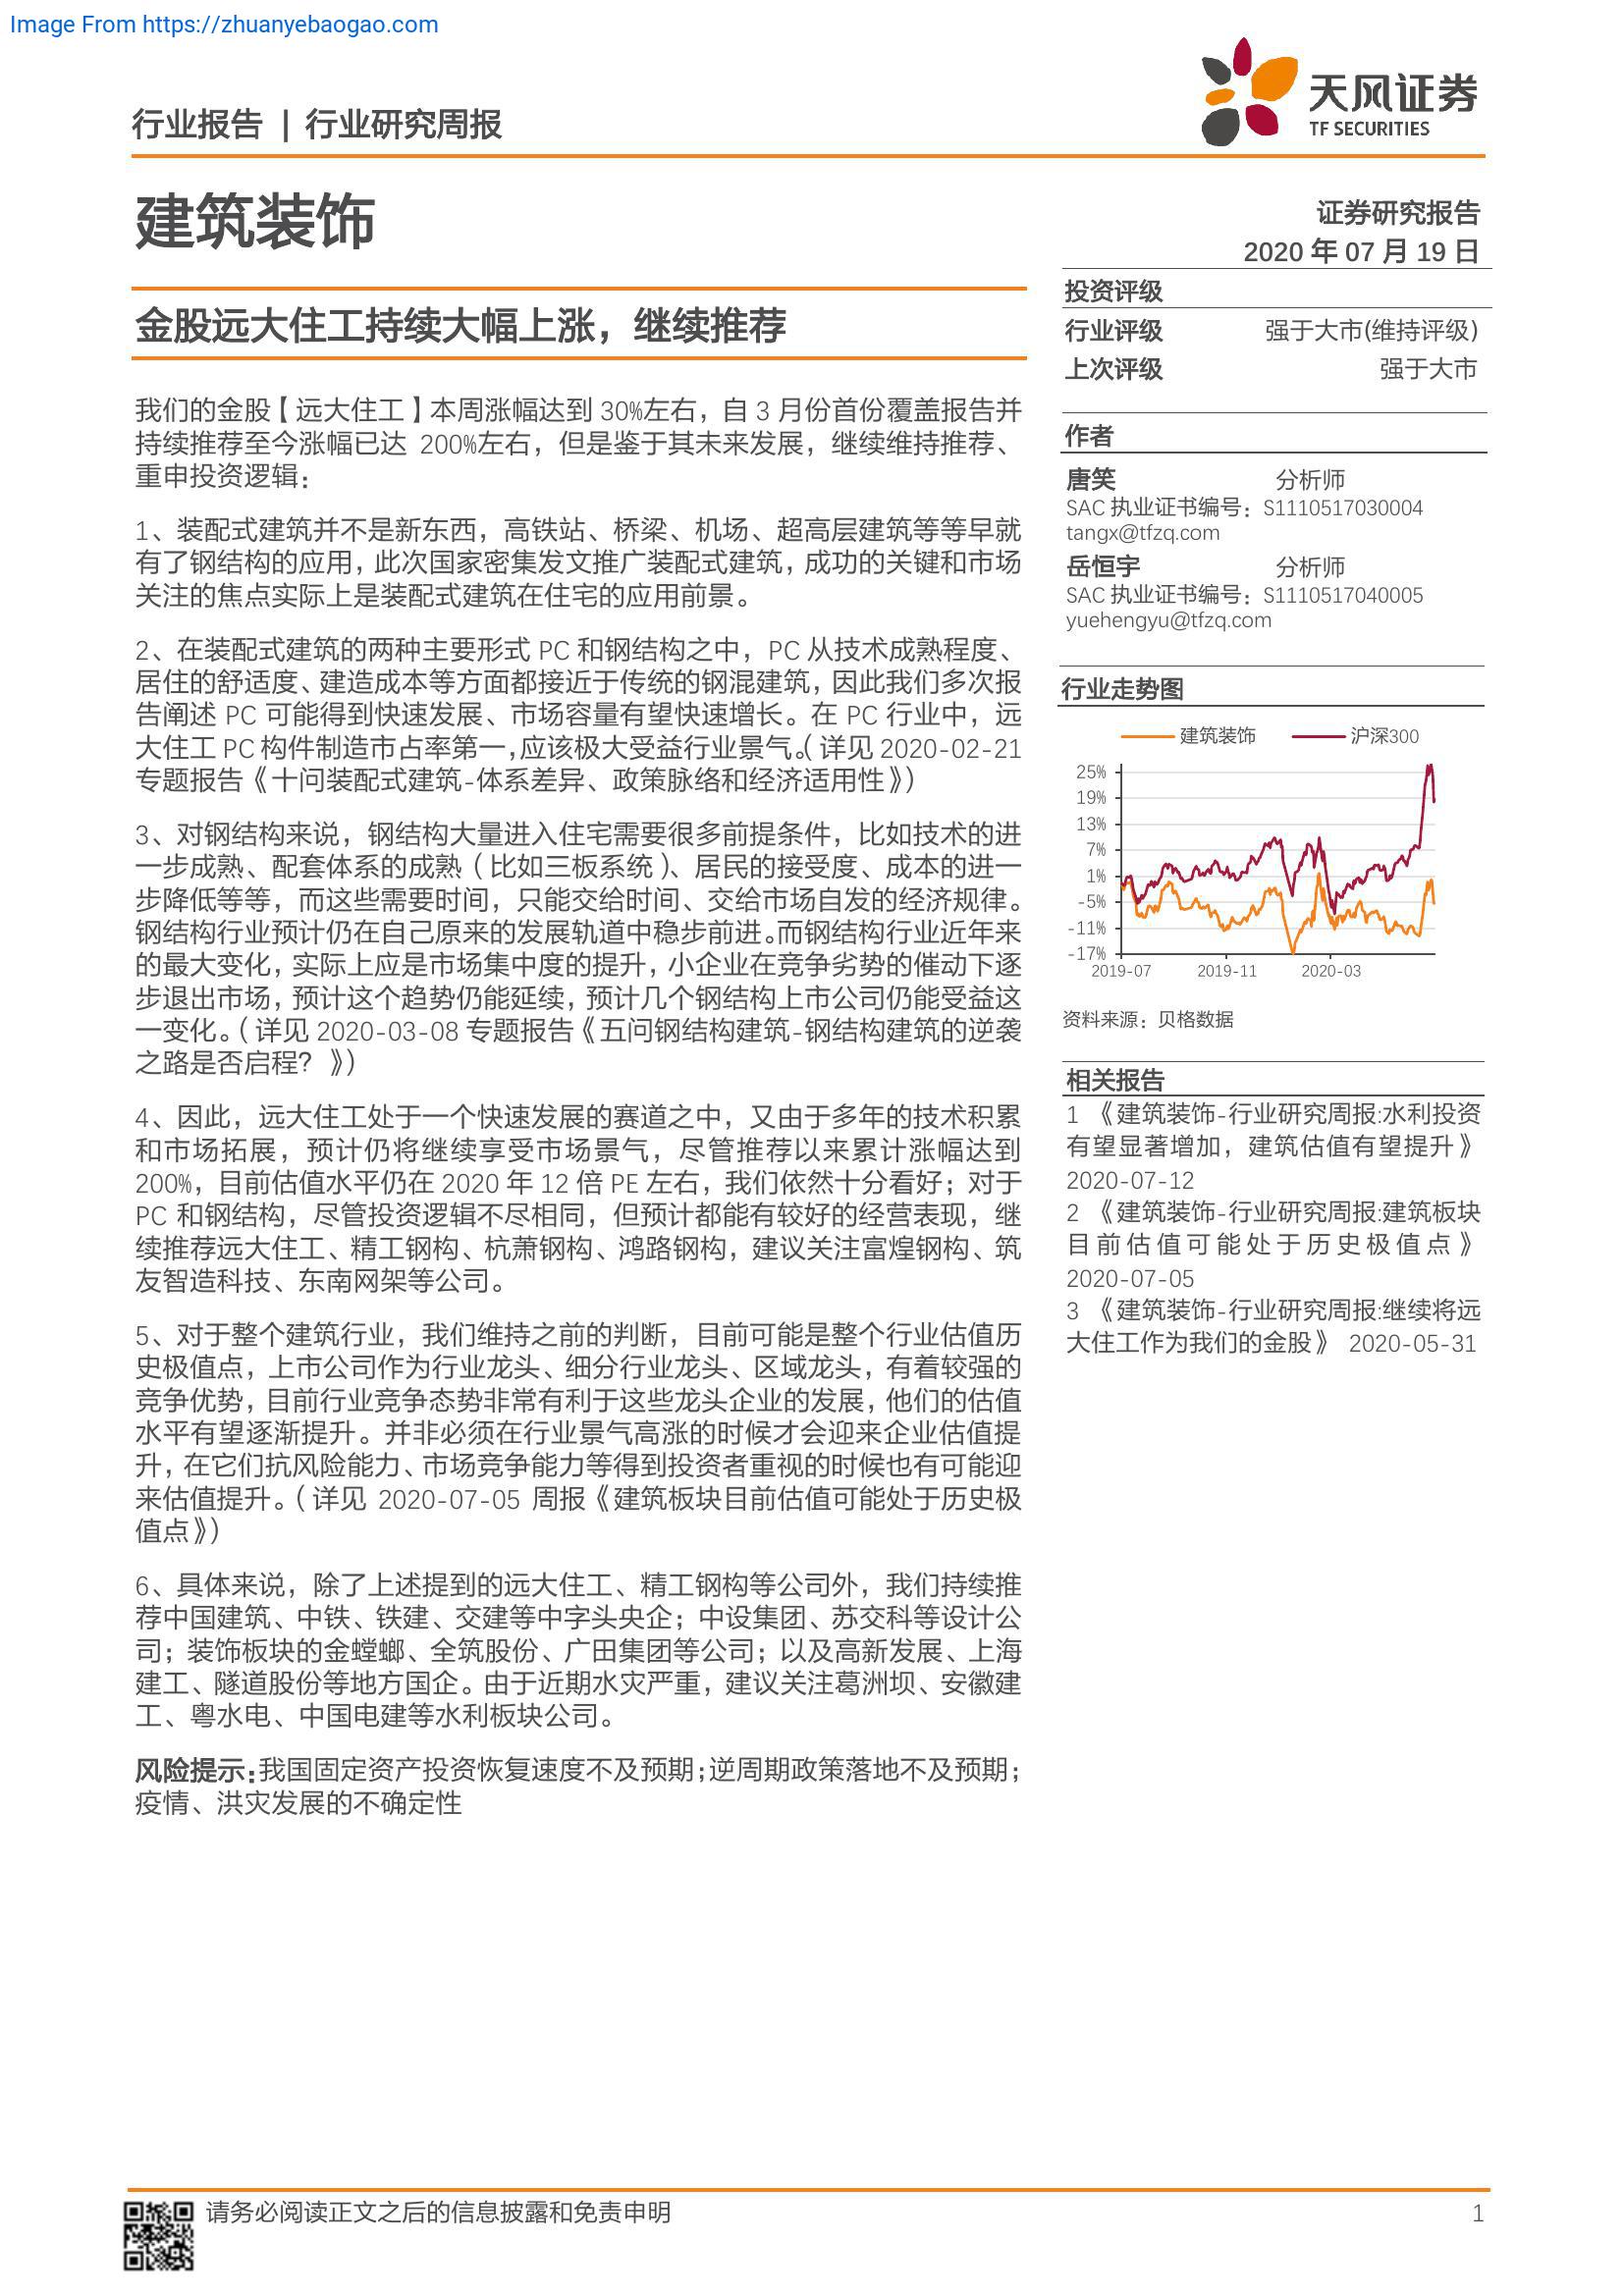 Image From https://zhuanyebaogao.com
行业报告 | 行业研究周报
天风证券
TF SECURITIES
建筑装饰
证券研究报告
2020 年 07 月 19 日
金股远大住工持续大幅上涨，继续推荐
我们的金股【远大住工】本周涨幅达到 30%左右，自 3 月份首份覆盖报告并
持续推荐至今涨幅已达 200%左右，但是鉴于其未来发展，继续维持推荐、
重申投资逻辑：
1、装配式建筑并不是新东西，高铁站、桥梁、机场、超高层建筑等等早就
有了钢结构的应用，此次国家密集发文推广装配式建筑，成功的关键和市场
关注的焦点实际上是装配式建筑在住宅的应用前景。
2、在装配式建筑的两种主要形式 PC 和钢结构之中，PC 从技术成熟程度、
居住的舒适度、建造成本等方面都接近于传统的钢混建筑，因此我们多次报
告阐述 PC 可能得到快速发展、市场容量有望快速增长。在 PC 行业中，远
大住工 PC 构件制造市占率第一，应该极大受益行业景气。（详见 2020-02-21
专题报告《十问装配式建筑-体系差异、政策脉络和经济适用性》）
3、对钢结构来说，钢结构大量进入住宅需要很多前提条件，比如技术的进
一步成熟、配套体系的成熟（比如三板系统）、居民的接受度、成本的进一
步降低等等，而这些需要时间，只能交给时间、交给市场自发的经济规律。
钢结构行业预计仍在自己原来的发展轨道中稳步前进。而钢结构行业近年来
的最大变化，实际上应是市场集中度的提升，小企业在竞争劣势的催动下逐
步退出市场，预计这个趋势仍能延续，预计几个钢结构上市公司仍能受益这
一变化。（详见 2020-03-08 专题报告《五问钢结构建筑-钢结构建筑的逆袭
之路是否启程？》）
4、因此，远大住工处于一个快速发展的赛道之中，又由于多年的技术积累
和市场拓展，预计仍将继续享受市场景气，尽管推荐以来累计涨幅达到
200%，目前估值水平仍在 2020 年 12 倍 PE 左右，我们依然十分看好；对于
PC 和钢结构，尽管投资逻辑不尽相同，但预计都能有较好的经营表现，继
续推荐远大住工、精工钢构、杭萧钢构、鸿路钢构，建议关注富煌钢构、筑
友智造科技、东南网架等公司。
5、对于整个建筑行业，我们维持之前的判断，目前可能是整个行业估值历
史极值点，上市公司作为行业龙头、细分行业龙头、区域龙头，有着较强的
竞争优势，目前行业竞争态势非常有利于这些龙头企业的发展，他们的估值
水平有望逐渐提升。并非必须在行业景气高涨的时候才会迎来企业估值提
升，在它们抗风险能力、市场竞争能力等得到投资者重视的时候也有可能迎
来估值提升。（详见 2020-07-05 周报《建筑板块目前估值可能处于历史极
值点》）
6、具体来说，除了上述提到的远大住工、精工钢构等公司外，我们持续推
荐中国建筑、中铁、铁建、交建等中字头央企；中设集团、苏交科等设计公
司；装饰板块的金螳螂、全筑股份、广田集团等公司；以及高新发展、上海
建工、隧道股份等地方国企。由于近期水灾严重，建议关注葛洲坝、安徽建
工、粤水电、中国电建等水利板块公司。
风险提示：我国固定资产投资恢复速度不及预期；逆周期政策落地不及预期；
疫情、洪灾发展的不确定性
投资评级
行业评级 强于大市(维持评级)
上次评级 强于大市
作者
唐笑 分析师
SAC 执业证书编号：S1110517030004
tangx@tfzq.com
岳恒宇 分析师
SAC 执业证书编号：S1110517040005
yuehengyu@tfzq.com
行业走势图
建筑装饰 沪深300
25%
19%
13%
7%
1%
-5%
-11%
-17%
2019-07 2019-11 2020-03
资料来源：贝格数据
相关报告
1 《建筑装饰-行业研究周报:水利投资
有望显著增加，建筑估值有望提升》
2020-07-12
2 《建筑装饰-行业研究周报:建筑板块
目前估值可能处于历史极值点》
2020-07-05
3 《建筑装饰-行业研究周报:继续将远
大住工作为我们的金股》 2020-05-31
请务必阅读正文之后的信息披露和免责申明 1